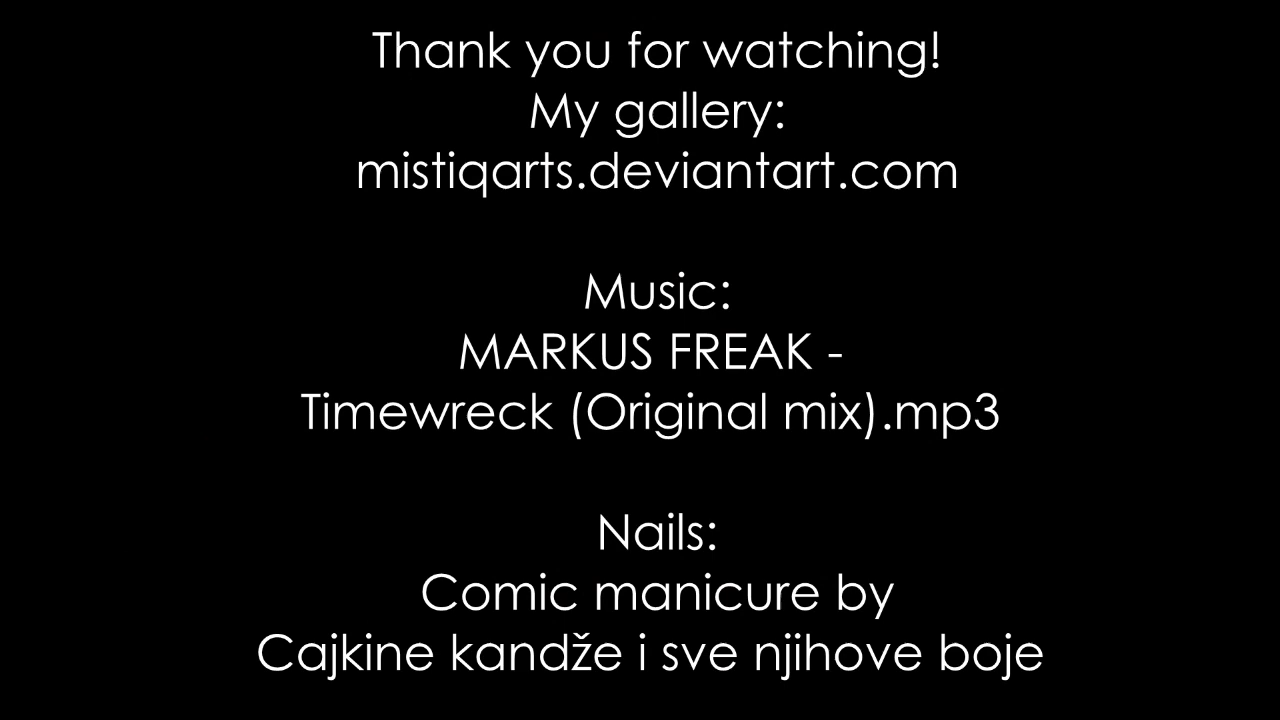 Thank you for watching!
My gallery:
mistiqarts.deviantart.com
Music:
MARKUS FREAK -
Timewreck (Original mix).mp3
Nails:
Comic manicure by
Cajkine kandže i sve njihove boje